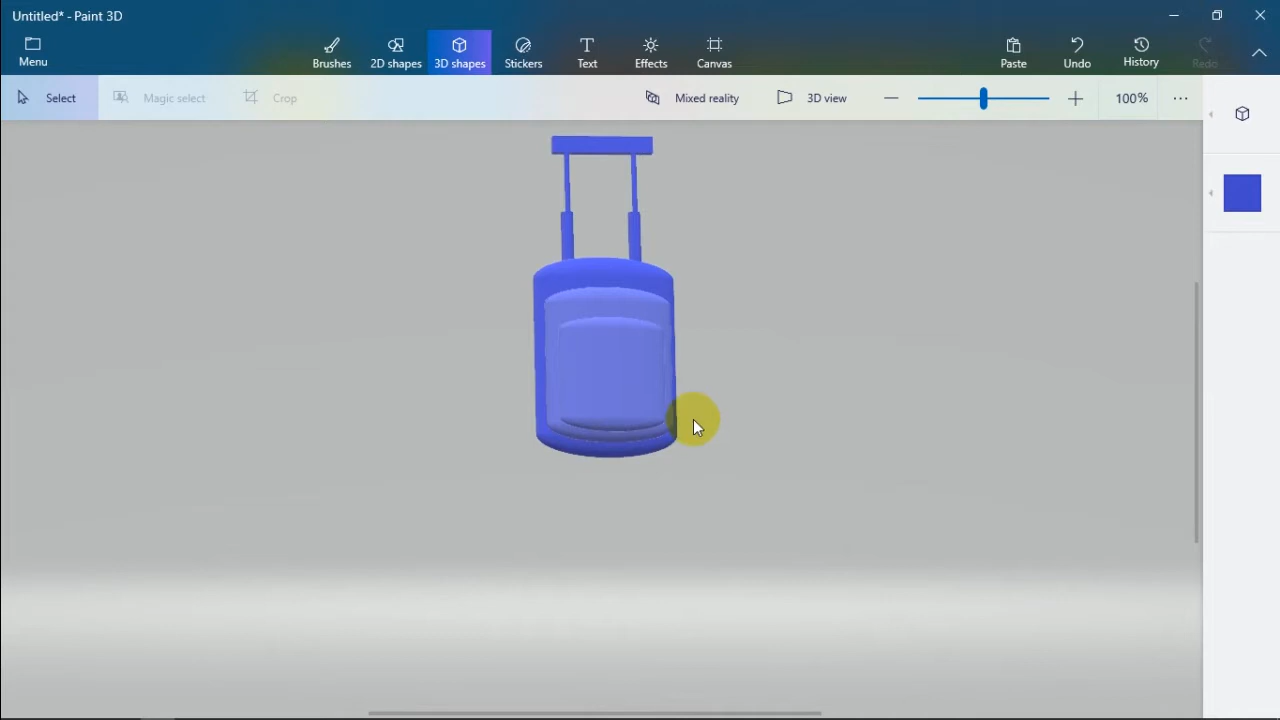 Untitled* - Paint 3D
Menu
Brushes
2D shapes
3D shapes
Stickers
Text
Effects
Canvas
Paste
Undo
History
Redo
Select
Magic select
Crop
Mixed reality
3D view
100%